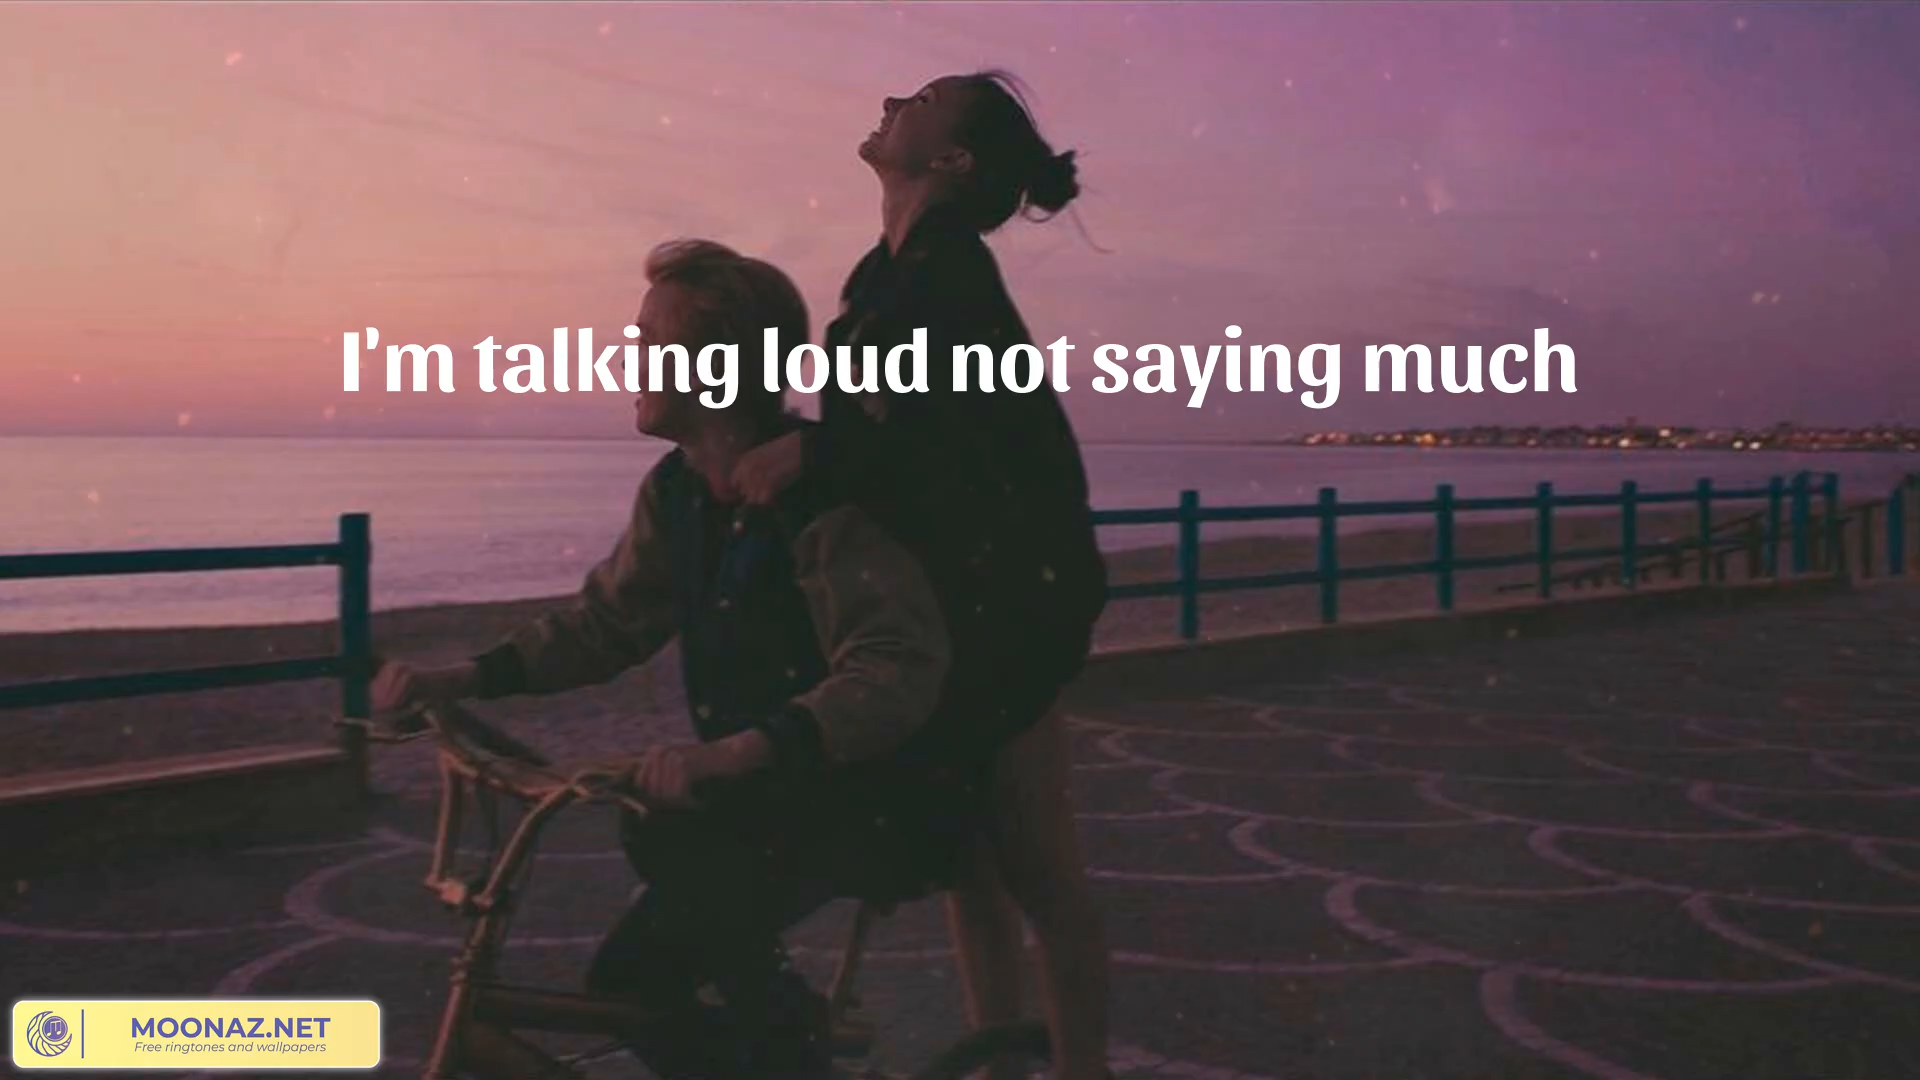 I'm talking loud not saying much
MOONAZ.NET
Free ringtones and wallpapers